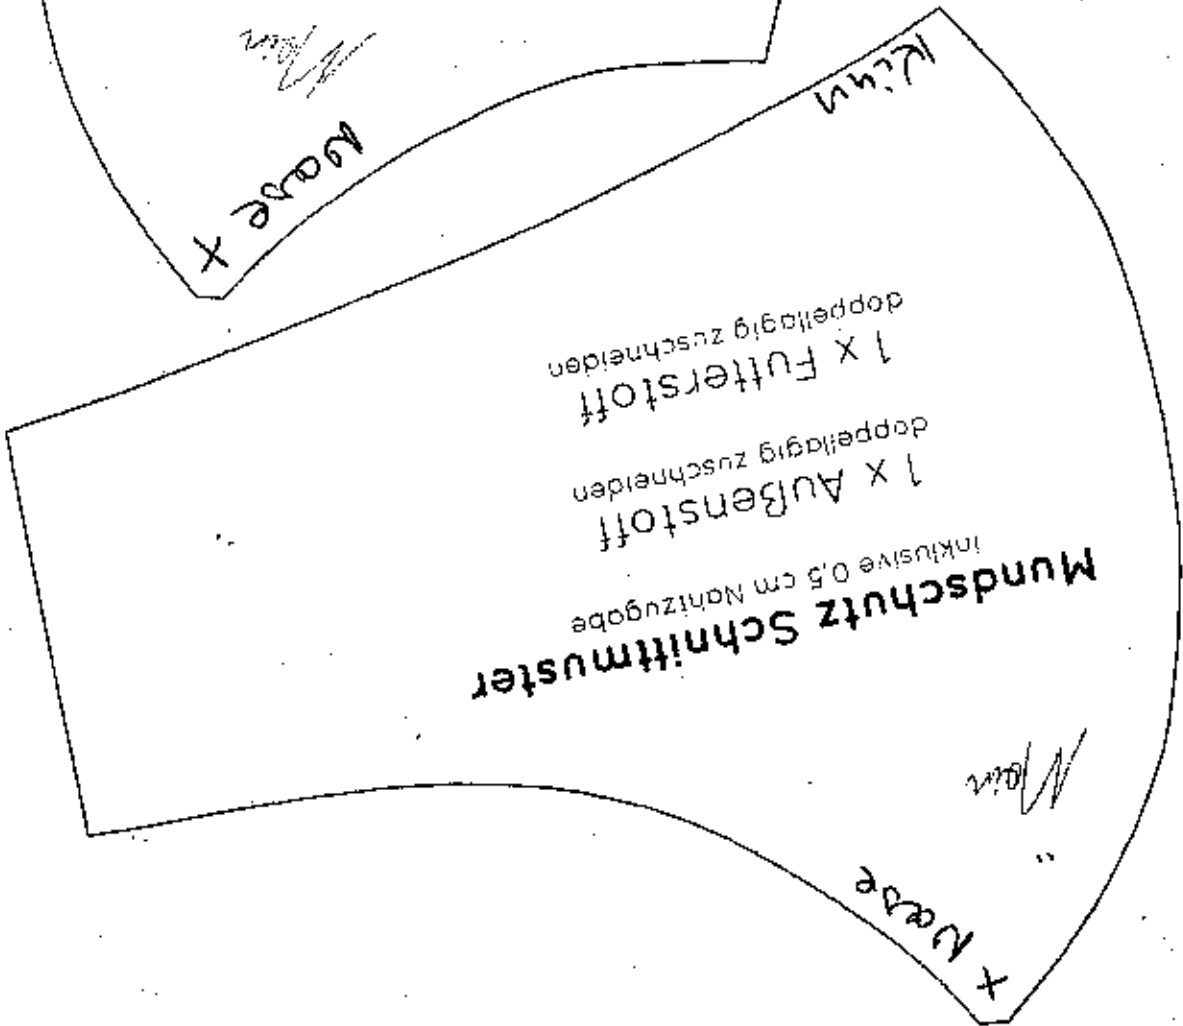 x Nase
Mundschutz Schnittmuster
inklusive 0,5 cm Nahtzugabe
1 x Außenstoff
doppellagig zuschneiden
1 x Futterstoff
doppellagig zuschneiden
Kinn
Nase x